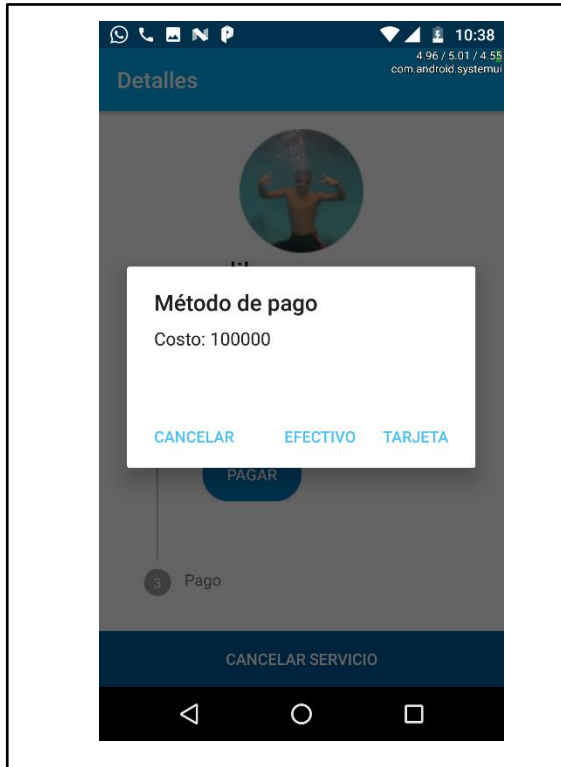 10:38
4.96 / 5.01 / 4.55
com.android.systemui
Detalles
Método de pago
Costo: 100000
CANCELAR EFECTIVO TARJETA
PAGAR
3 Pago
CANCELAR SERVICIO